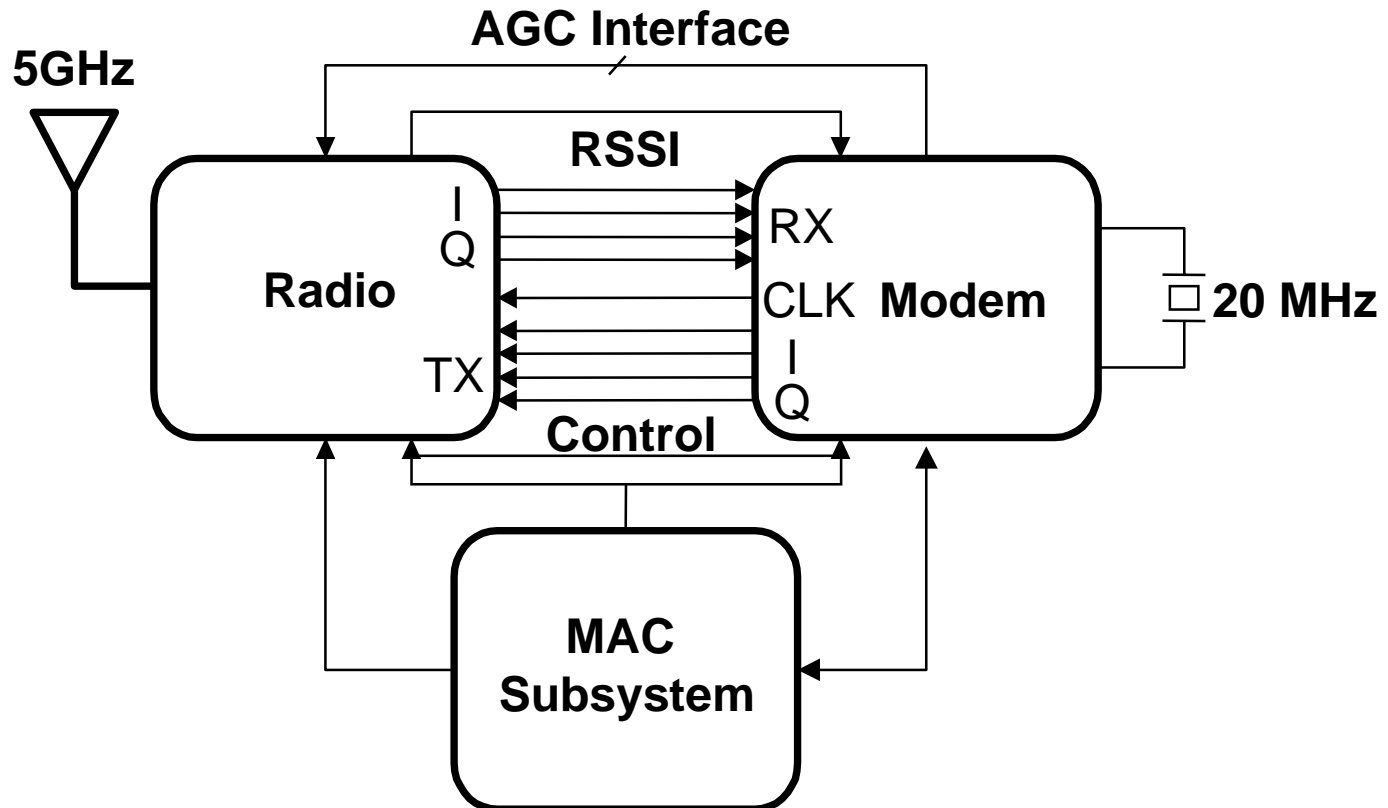 AGC Interface
5GHz
RSSI
I
Q
RX
Radio
CLK
Modem
20 MHz
TX
I
Q
Control
MAC
Subsystem